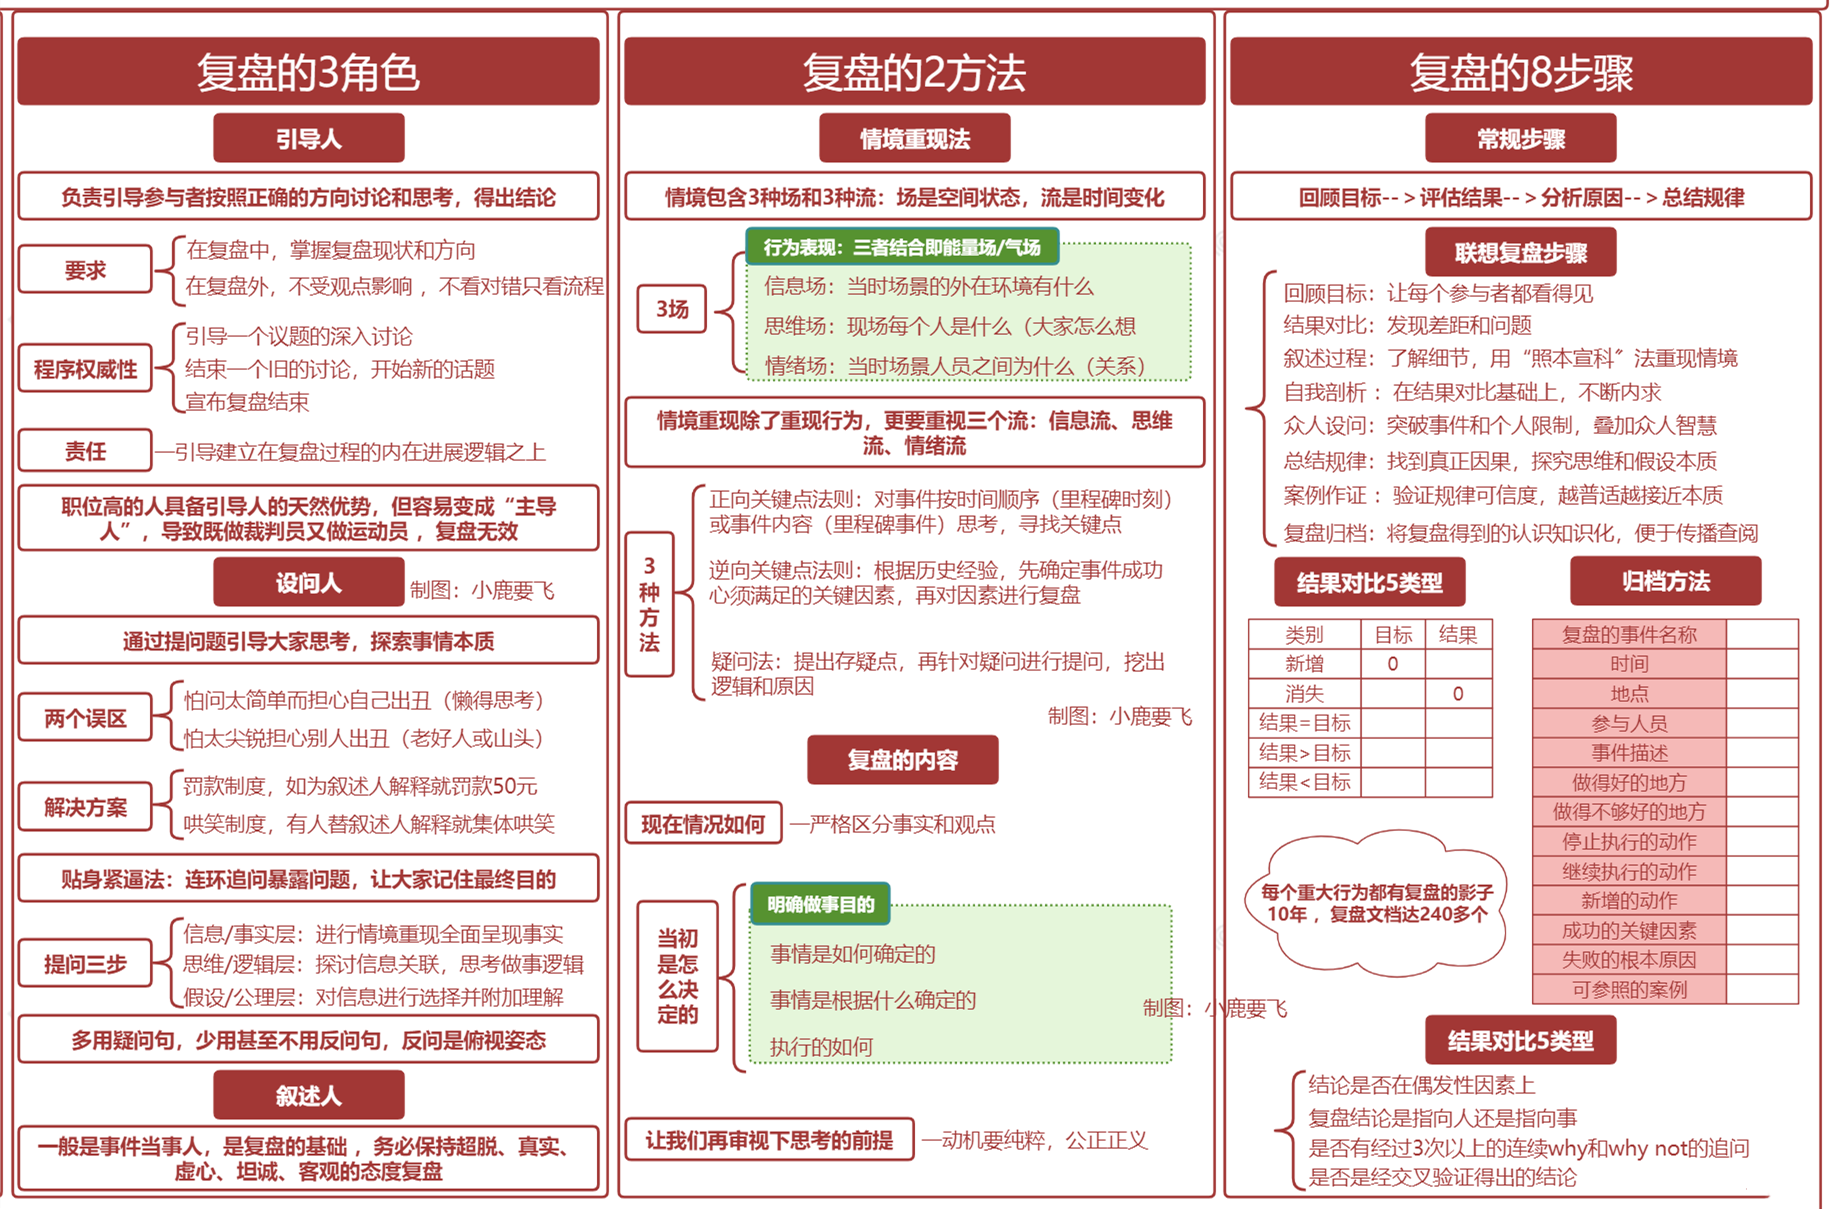 复盘的3角色
引导人
负责引导参与者按照正确的方向讨论和思考，得出结论
要求
在复盘中，掌握复盘现状和方向
在复盘外，不受观点影响，不看对错只看流程
程序权威性
引导一个议题的深入讨论
结束一个旧的讨论，开始新的话题
宣布复盘结束
责任
引导建立在复盘过程的内在进展逻辑之上
职位高的人具备引导人的天然优势，但容易变成“主导
人”，导致既做裁判员又做运动员，复盘无效
设问人
制图：小鹿要飞
通过提问题引导大家思考，探索事情本质
两个误区
怕问太简单而担心自己出丑（懒得思考）
怕太尖锐担心别人出丑（老好人或山头）
解决方案
罚款制度，如为叙述人解释就罚款50元
哄笑制度，有人替叙述人解释就集体哄笑
贴身紧逼法：连环追问暴露问题，让大家记住最终目的
提问三步
信息/事实层：进行情境重现全面呈现事实
思维/逻辑层：探讨信息关联，思考做事逻辑
假设/公理层：对信息进行选择并附加理解
多用疑问句，少用甚至不用反问句，反问是俯视姿态
叙述人
一般是事件当事人，是复盘的基础，务必保持超脱、真实、
虚心、坦诚、客观的态度复盘
复盘的2方法
情境重现法
情境包含3种场和3种流：场是空间状态，流是时间变化
3场
行为表现：三者结合即能量场/气场
信息场：当时场景的外在环境有什么
思维场：现场每个人是什么（大家怎么想
情绪场：当时场景人员之间为什么（关系）
情境重现除了重现行为，更要重视三个流：信息流、思维
流、情绪流
3
种
方
法
正向关键点法则：对事件按时间顺序（里程碑时刻）
或事件内容（里程碑事件）思考，寻找关键点
逆向关键点法则：根据历史经验，先确定事件成功
心须满足的关键因素，再对因素进行复盘
疑问法：提出存疑点，再针对疑问进行提问，挖出
逻辑和原因
制图：小鹿要飞
复盘的内容
现在情况如何
严格区分事实和观点
当初
是怎
么决
定的
明确做事目的
事情是如何确定的
事情是根据什么确定的
执行的如何
制图：小鹿要飞
让我们再审视下思考的前提
动机要纯粹，公正正义
复盘的8步骤
常规步骤
回顾目标-->评估结果-->分析原因-->总结规律
联想复盘步骤
回顾目标：让每个参与者都看得见
结果对比：发现差距和问题
叙述过程：了解细节，用“照本宣科”法重现情境
自我剖析：在结果对比基础上，不断内求
众人设问：突破事件和个人限制，叠加众人智慧
总结规律：找到真正因果，探究思维和假设本质
案例作证：验证规律可信度，越普适越接近本质
复盘归档：将复盘得到的认识知识化，便于传播查阅
结果对比5类型
类别 目标 结果
新增 0
消失 0
结果=目标
结果>目标
结果<目标
每个重大行为都有复盘的影子
10年，复盘文档达240多个
归档方法
复盘的事件名称
时间
地点
参与人员
事件描述
做得好的地方
做得不够好的地方
停止执行的动作
继续执行的动作
新增的动作
成功的关键因素
失败的根本原因
可参照的案例
结果对比5类型
结论是否在偶发性因素上
复盘结论是指向人还是指向事
是否有经过3次以上的连续why和why not的追问
是否是经交叉验证得出的结论